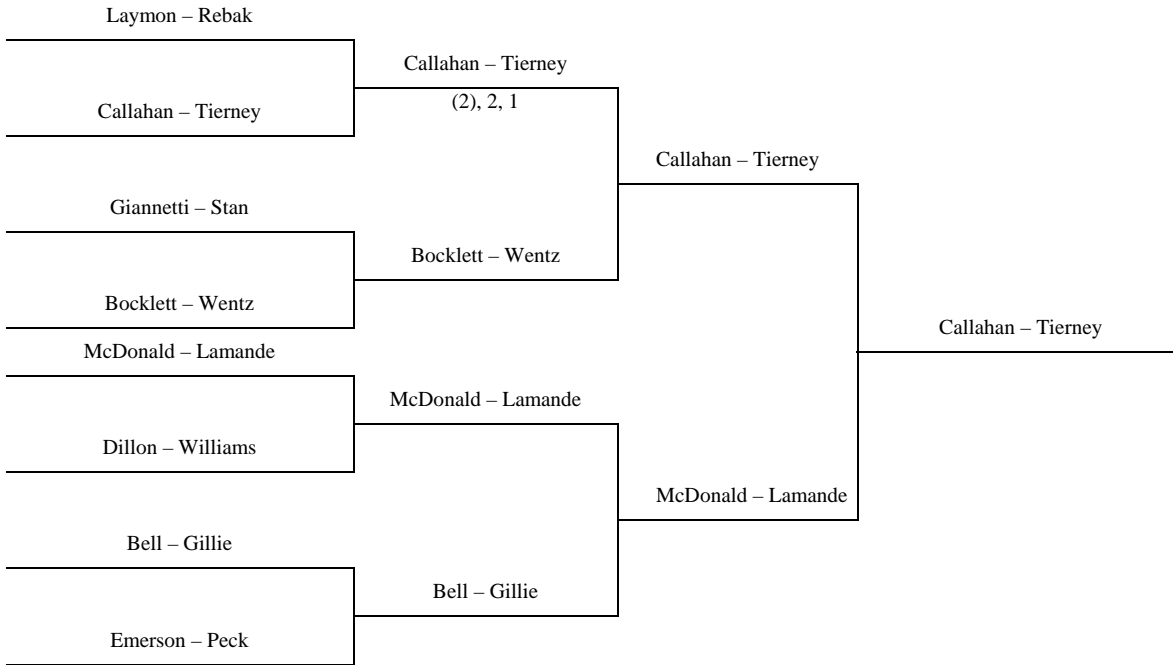 Laymon – Rebak
Callahan – Tierney
Giannetti – Stan
Bocklett – Wentz
McDonald – Lamande
Dillon – Williams
Bell – Gillie
Emerson – Peck
Callahan – Tierney
(2), 2, 1
Bocklett – Wentz
McDonald – Lamande
Bell – Gillie
Callahan – Tierney
McDonald – Lamande
Callahan – Tierney